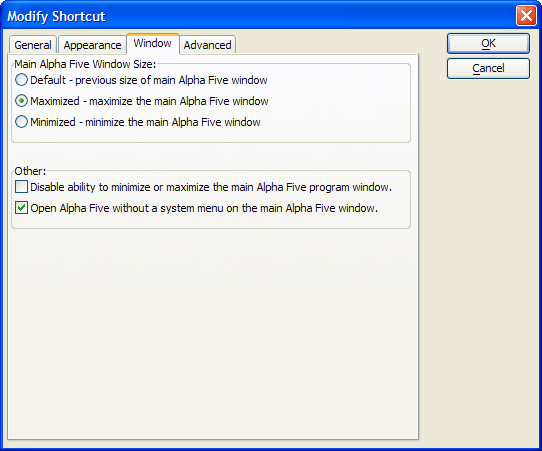 Modify Shortcut
General Appearance Window Advanced
OK
Cancel
Main Alpha Five Window Size:
Default - previous size of main Alpha Five window
Maximized - maximize the main Alpha Five window
Minimized - minimize the main Alpha Five window
Other:
Disable ability to minimize or maximize the main Alpha Five program window.
Open Alpha Five without a system menu on the main Alpha Five window.